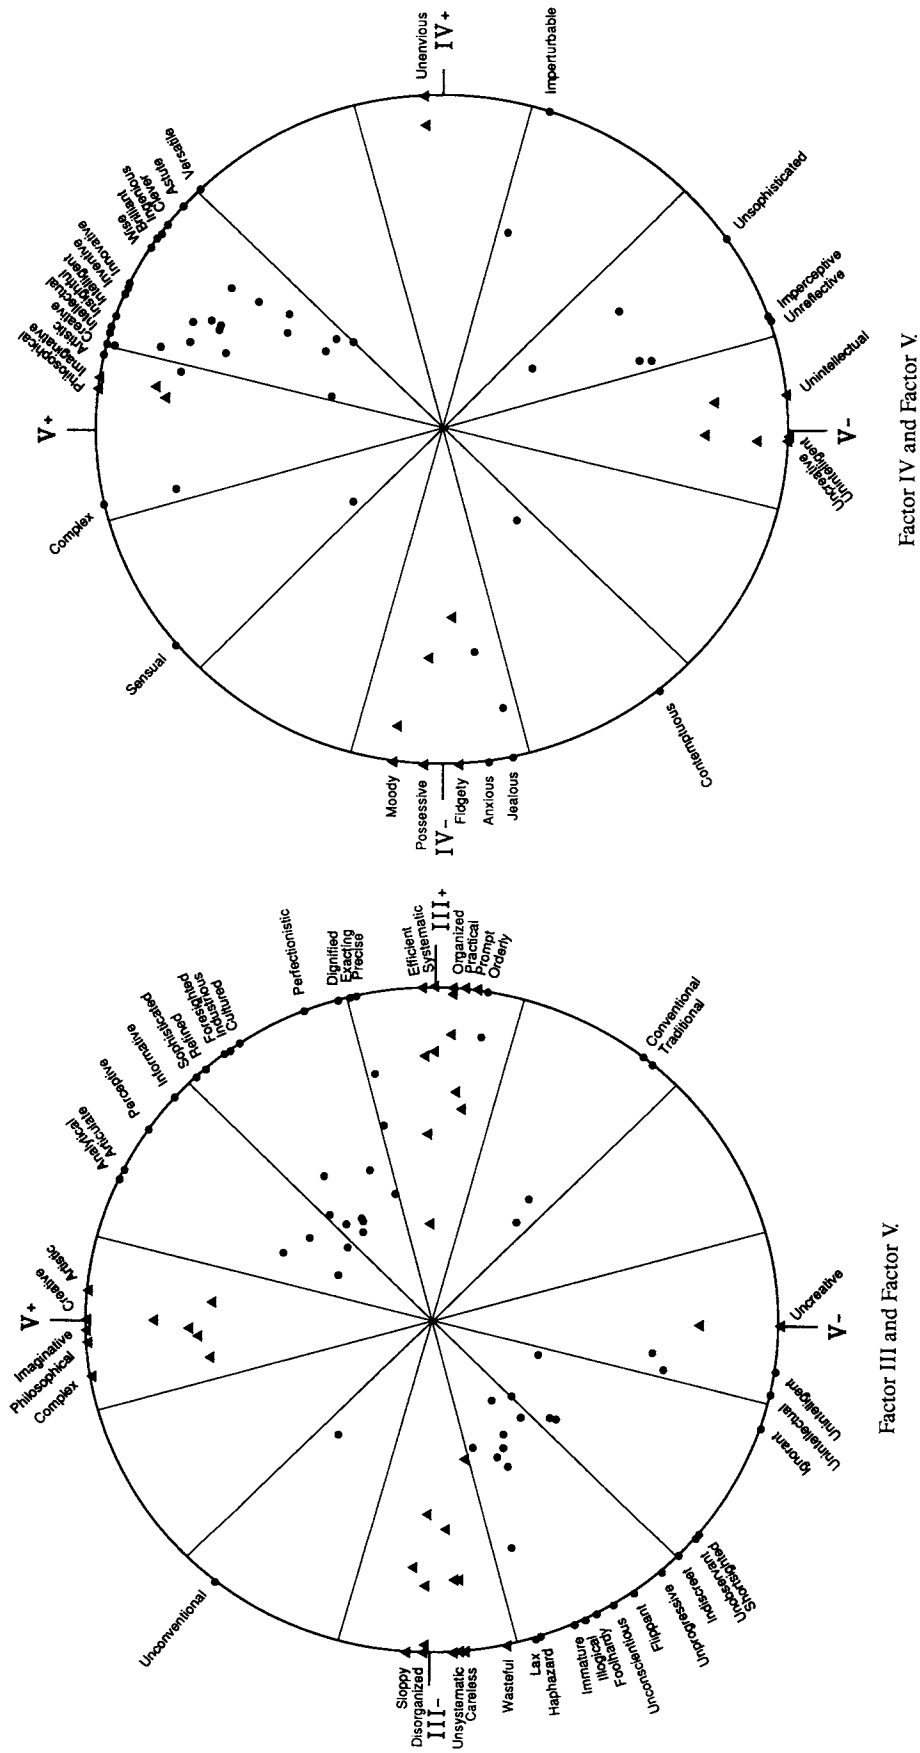 Unenvious
IV+
Imperturbable
Versatile
Astute
Clever
Ingenious
Brilliant
Wise
Innovative
Inventive
Intelligent
Insightful
Intellectual
Creative
Artistic
Imaginative
Philosophical
V+
Complex
Sensual
Unsophisticated
Imperceptive
Unreflective
Unintellectual
V-
Unintelligent
Uncreative
Contemptuous
Moody
Possessive
IV-
Fidgety
Anxious
Jealous
Factor IV and Factor V.
Efficient
Systematic
III+
Organized
Practical
Prompt
Orderly
Perfectionistic
Dignified
Exacting
Precise
Cultured
Industrious
Foresighted
Refined
Sophisticated
Informative
Perceptive
Articulate
Analytical
Artistic
Creative
V+
Imaginative
Philosophical
Complex
Unconventional
Conventional
Traditional
Uncreative
V-
Unintelligent
Unintellectual
Ignorant
Shortsighted
Unobservant
Indiscreet
Unprogressive
Flippant
Unconscientious
Foolhardy
Illogical
Immature
Haphazard
Lax
Wasteful
Careless
Unsystematic
III-
Disorganized
Sloppy
Factor III and Factor V.